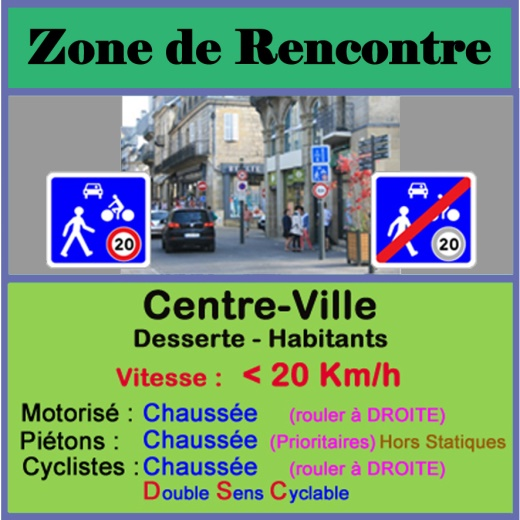 Zone de Rencontre
20
20
Centre-Ville
Desserte - Habitants
Vitesse : < 20 Km/h
Motorisé : Chaussée (rouler à DROITE)
Piétons : Chaussée (Prioritaires) Hors Statiques
Cyclistes : Chaussée (rouler à DROITE)
Double Sens Cyclable